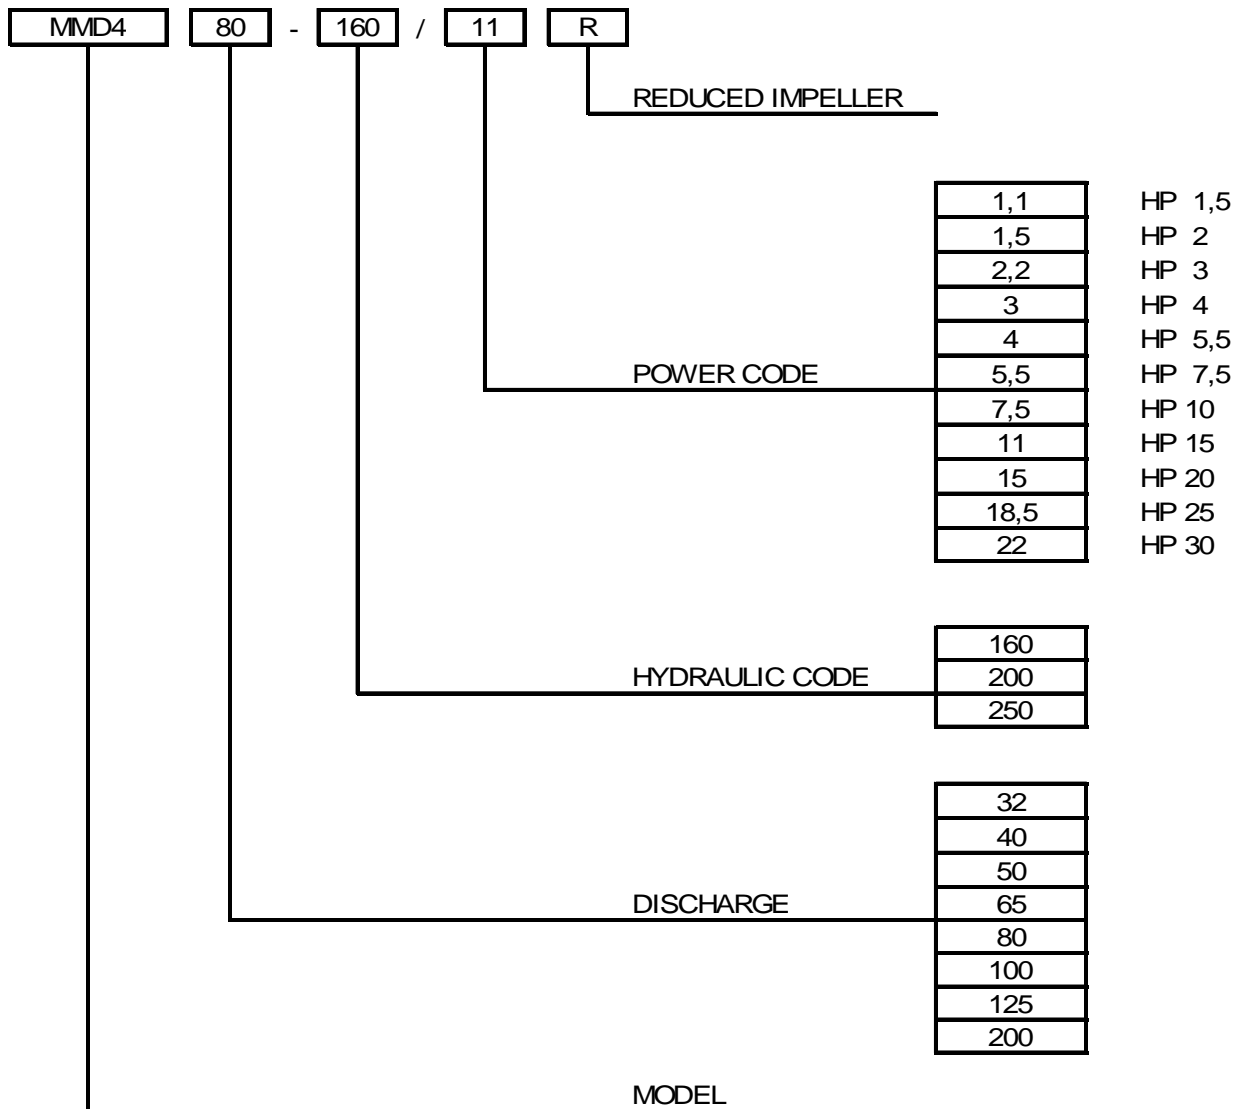 MMD4 80 - 160 / 11 R
REDUCED IMPELLER
1,1 HP 1,5
1,5 HP 2
2,2 HP 3
3 HP 4
4 HP 5,5
POWER CODE 5,5 HP 7,5
7,5 HP 10
11 HP 15
15 HP 20
18,5 HP 25
22 HP 30
160
HYDRAULIC CODE 200
250
32
40
50
DISCHARGE 65
80
100
125
200
MODEL